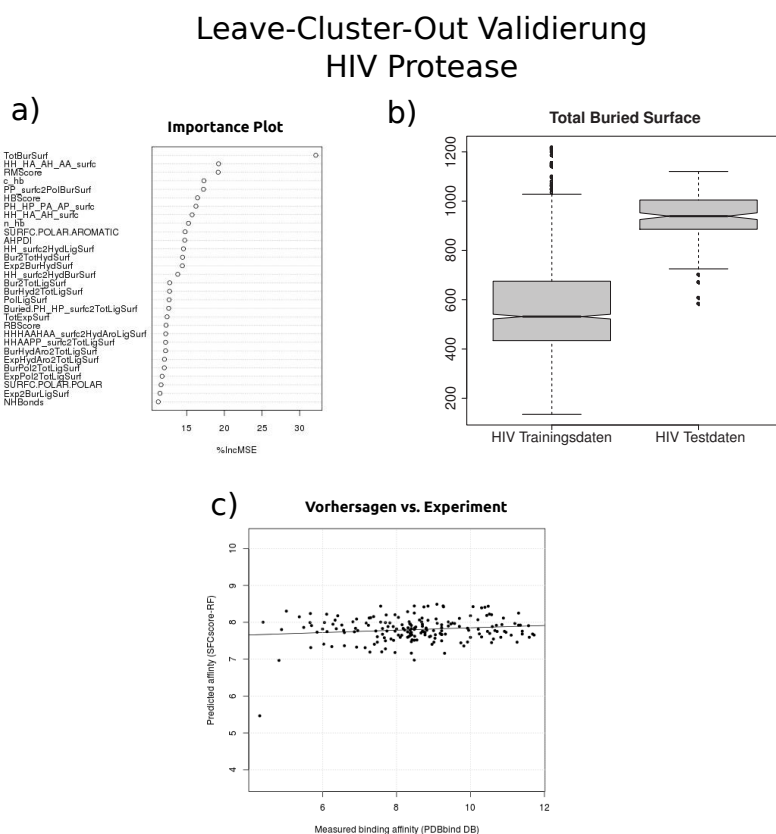 Leave-Cluster-Out Validierung
HIV Protease
a)
Importance Plot
TotBurSurf
HH_HA_AH_AA_surfc
RMScore
c_hb
PP_surfc2PolBurSurf
HBScore
PH_HP_PA_AP_surfc
HH_HA_AH_surfc
n_hb
SURFC.POLAR.AROMATIC
AHPDI
HH_surfc2HydLigSurf
Bur2TotHydSurf
Exp2BurHydSurf
HH_surfc2HydBurSurf
Bur2TotLigSurf
BurHyd2TotLigSurf
PolLigSurf
Buried.PH_HP_surfc2TotLigSurf
TotExpSurf
RBScore
HHHAAHAA_surfc2HydAroLigSurf
HHAAPP_surfc2TotLigSurf
BurHydAro2TotLigSurf
ExpHydAro2TotLigSurf
BurPol2TotLigSurf
ExpPol2TotLigSurf
SURFC.POLAR.POLAR
Exp2BurLigSurf
NHBonds
15 20 25 30
%IncMSE
b)
Total Buried Surface
1200
1000
800
600
400
200
HIV Trainingsdaten HIV Testdaten
c)
Vorhersagen vs. Experiment
Predicted affinty (SFCscore-RF)
10
9
8
7
6
5
4
6 8 10 12
Measured binding affinity (PDBbind DB)